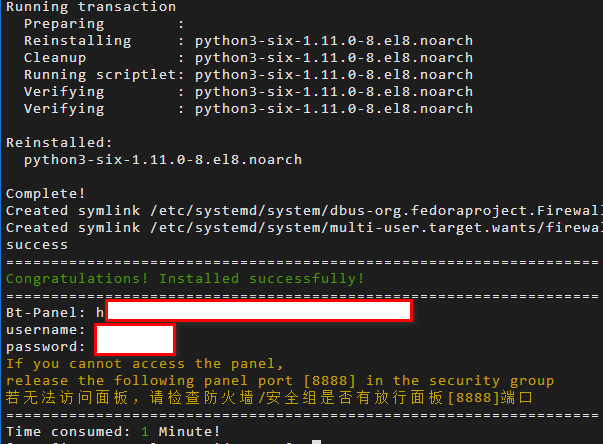 Running transaction
Preparing :
Reinstalling : python3-six-1.11.0-8.el8.noarch
Cleanup : python3-six-1.11.0-8.el8.noarch
Running scriptlet: python3-six-1.11.0-8.el8.noarch
Verifying : python3-six-1.11.0-8.el8.noarch
Verifying : python3-six-1.11.0-8.el8.noarch
Reinstalled:
python3-six-1.11.0-8.el8.noarch
Complete!
Created symlink /etc/systemd/system/dbus-org.fedoraproject.Firewall
Created symlink /etc/systemd/system/multi-user.target.wants/firewal
success
==================================================================
Congratulations! Installed successfully!
==================================================================
Bt-Panel: h
username:
password:
If you cannot access the panel,
release the following panel port [8888] in the security group
若无法访问面板，请检查防火墙/安全组是否有放行面板[8888]端口
==================================================================
Time consumed: 1 Minute!